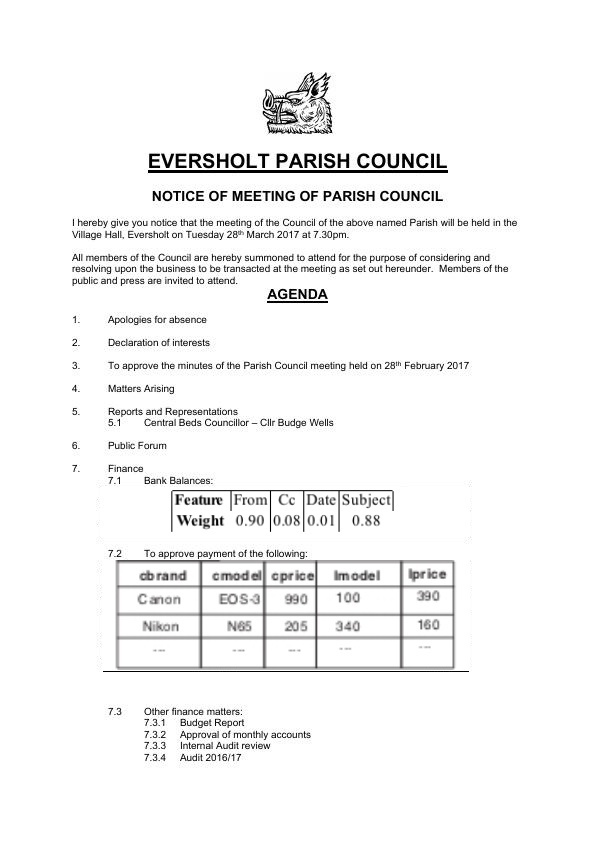 EVERSHOLT PARISH COUNCIL
NOTICE OF MEETING OF PARISH COUNCIL
I hereby give you notice that the meeting of the Council of the above named Parish will be held in the
Village Hall, Eversholt on Tuesday 28th March 2017 at 7.30pm.
All members of the Council are hereby summoned to attend for the purpose of considering and
resolving upon the business to be transacted at the meeting as set out hereunder. Members of the
public and press are invited to attend.
AGENDA
1. Apologies for absence
2. Declaration of interests
3. To approve the minutes of the Parish Council meeting held on 28th February 2017
4. Matters Arising
5. Reports and Representations
5.1 Central Beds Councillor – Cllr Budge Wells
6. Public Forum
7. Finance
7.1 Bank Balances:
Feature From Cc Date Subject
Weight 0.90 0.08 0.01 0.88
7.2 To approve payment of the following:
cbrand cmodel cprice lmodel lprice
Canon EOS-3 990 100 390
Nikon N65 205 340 160
--- --- --- --- ---
7.3 Other finance matters:
7.3.1 Budget Report
7.3.2 Approval of monthly accounts
7.3.3 Internal Audit review
7.3.4 Audit 2016/17